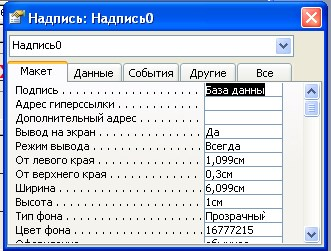 Надпись: Надпись0
Надпись0
Макет Данные События Другие Все
Подпись База данны
Адрес гиперссылки
Дополнительный адрес
Вывод на экран Да
Режим вывода Всегда
От левого края 1,099см
От верхнего края 0,3см
Ширина 6,099см
Высота 1см
Тип фона Прозрачный
Цвет фона 16777215